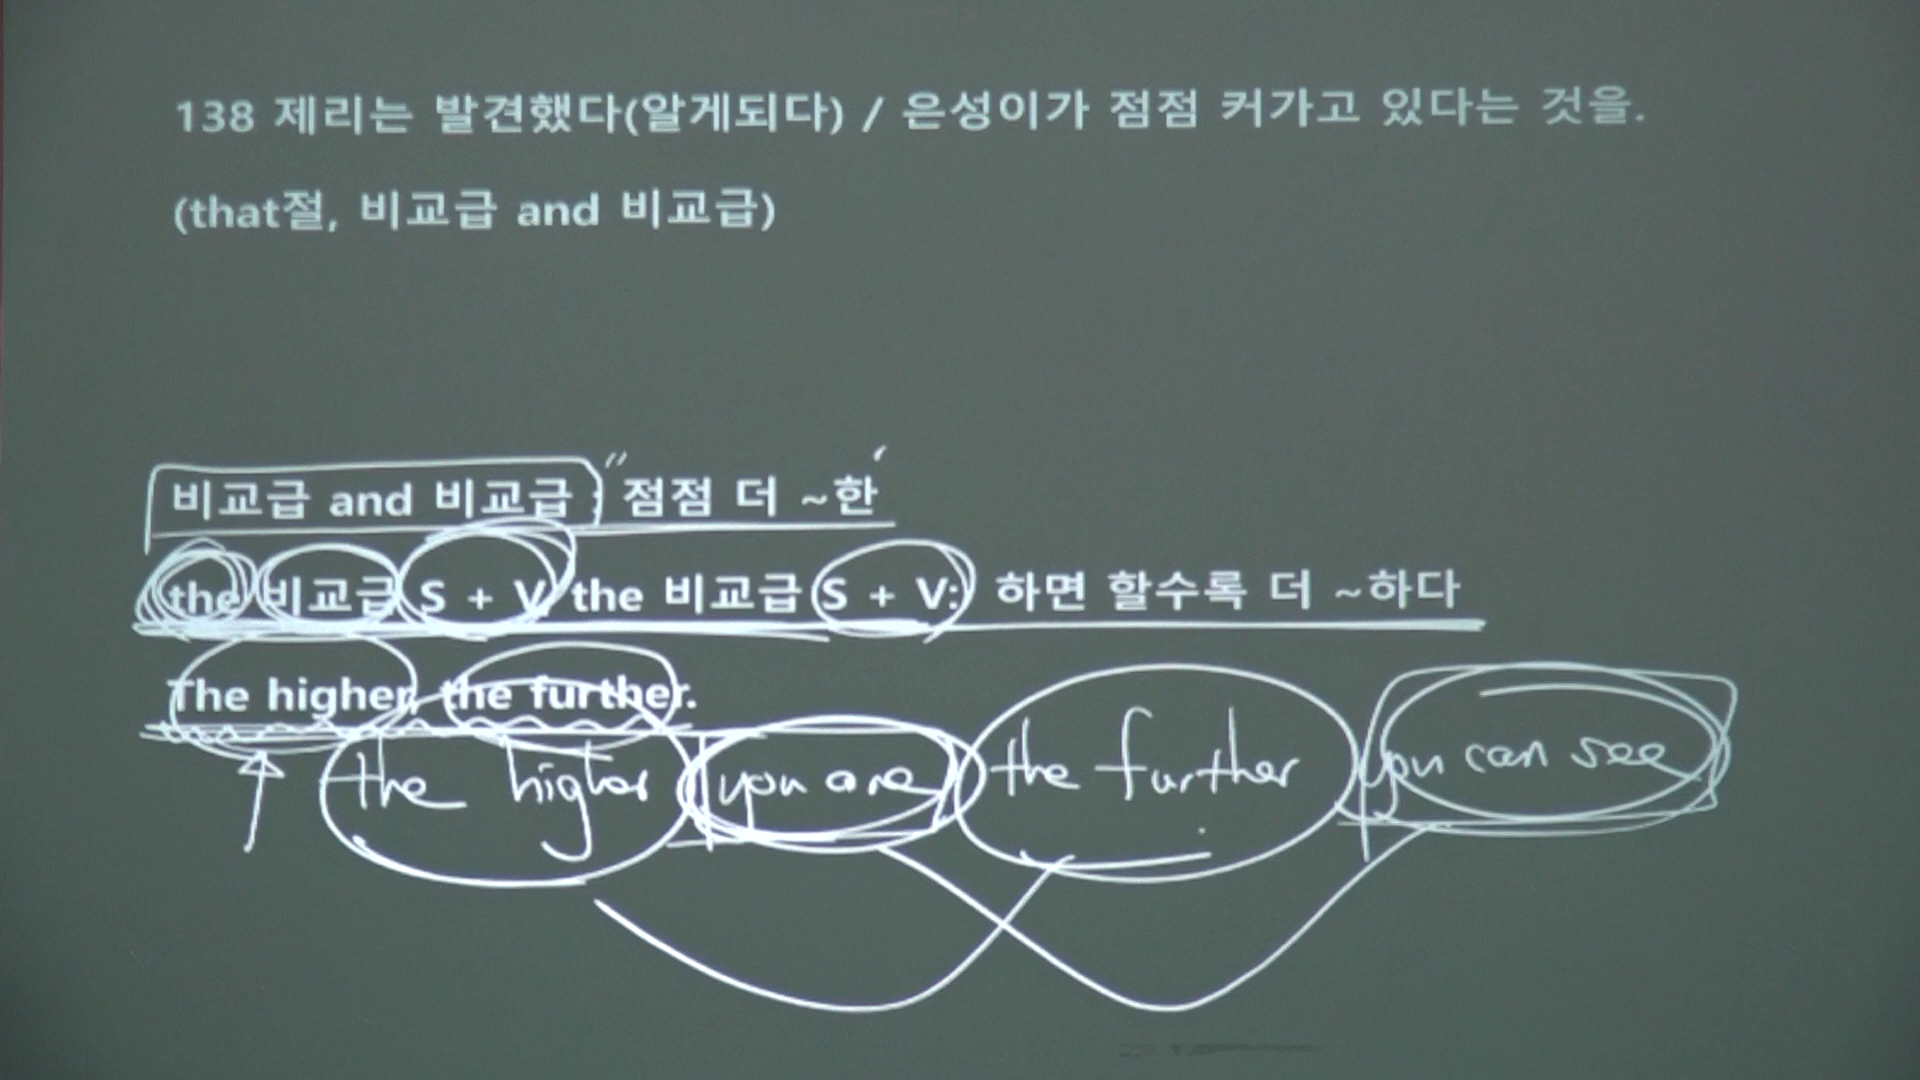 138 제리는 발견했다(알게되다) / 은성이가 점점 커가고 있다는 것을.
(that절, 비교급 and 비교급)
비교급 and 비교급 : "점점 더 ~한'
the 비교급 S + V, the 비교급 S + V: 하면 할수록 더 ~하다
The higher, the further.
the higher you are the further you can see